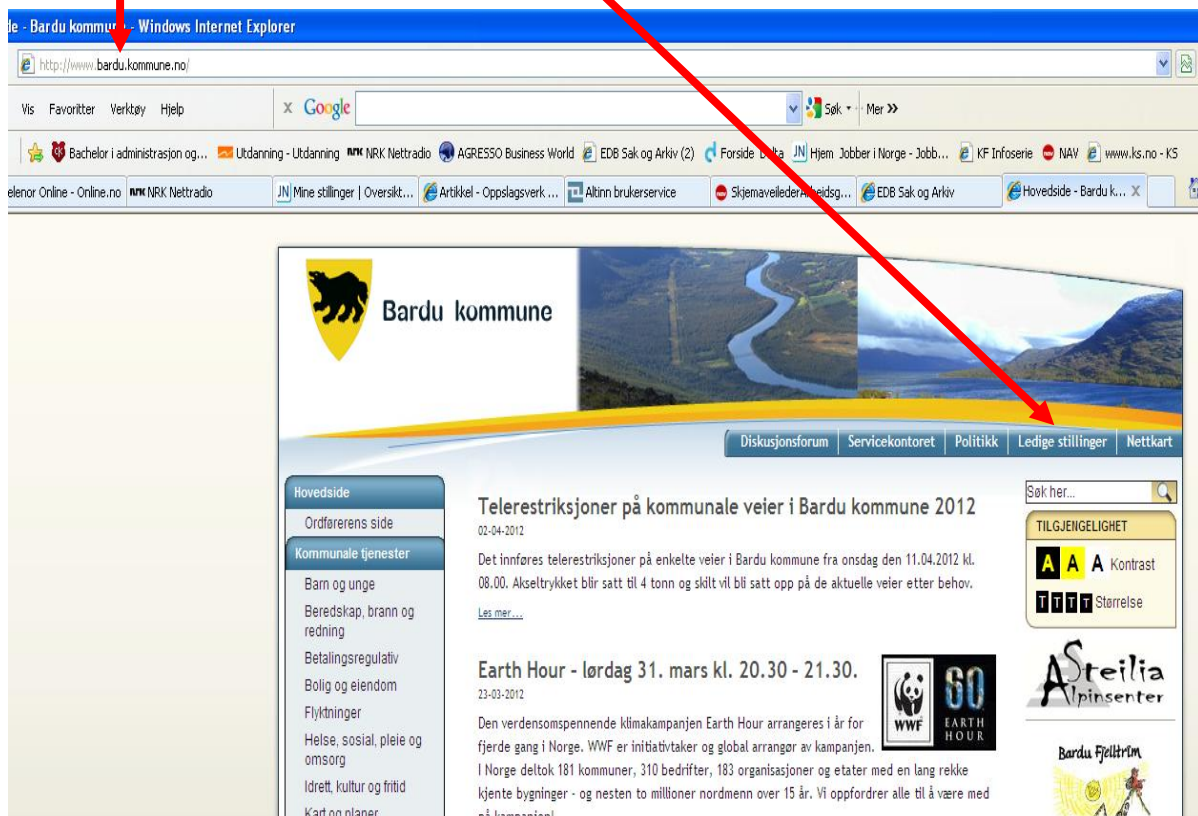 de - Bardu kommune - Windows Internet Explorer
http://www.bardu.kommune.no/
Vis Favoritter Verktøy Hjelp x Google Søk Mer »
Bachelor i administrasjon og... Utdanning - Utdanning NRK NRK Nettradio AGRESSO Business World EDB Sak og Arkiv (2) Forside Delta JN Hjem Jobber i Norge - Jobb... KF Infoserie NAV www.ks.no - KS
elenor Online - Online.no NRK NRK Nettradio JN Mine stillinger | Oversikt... Artikkel - Oppslagsverk ... Altinn brukerservice SkjemaveilederArbeidsg... EDB Sak og Arkiv Hovedside - Bardu k... X
Bardu kommune
Diskusjonsforum Servicekontoret Politikk Ledige stillinger Nettkart
Hovedside
Ordførerens side
Kommunale tjenester
Barn og unge
Beredskap, brann og
redning
Betalingsregulativ
Bolig og eiendom
Flyktninger
Helse, sosial, pleie og
omsorg
Idrett, kultur og fritid
Kart og planer
Telerestriksjoner på kommunale veier i Bardu kommune 2012
02-04-2012
Det innføres telerestriksjoner på enkelte veier i Bardu kommune fra onsdag den 11.04.2012 kl.
08.00. Akseltrykket blir satt til 4 tonn og skilt vil bli satt opp på de aktuelle veier etter behov.
Les mer...
Earth Hour - lørdag 31. mars kl. 20.30 - 21.30.
23-03-2012
Den verdensomspennende klimakampanjen Earth Hour arrangeres i år for
fjerde gang i Norge. WWF er initiativtaker og global arrangør av kampanjen.
I Norge deltok 181 kommuner, 310 bedrifter, 183 organisasjoner og etater med en lang rekke
kjente bygninger - og nesten to millioner nordmenn over 15 år. Vi oppfordrer alle til å være med
på kampanjen!
WWF
60
EARTH
HOUR
Søk her...
TILGJENGELIGHET
A A A Kontrast
T T T T Størrelse
Steilia
Alpinsenter
Bardu Fjelltrim